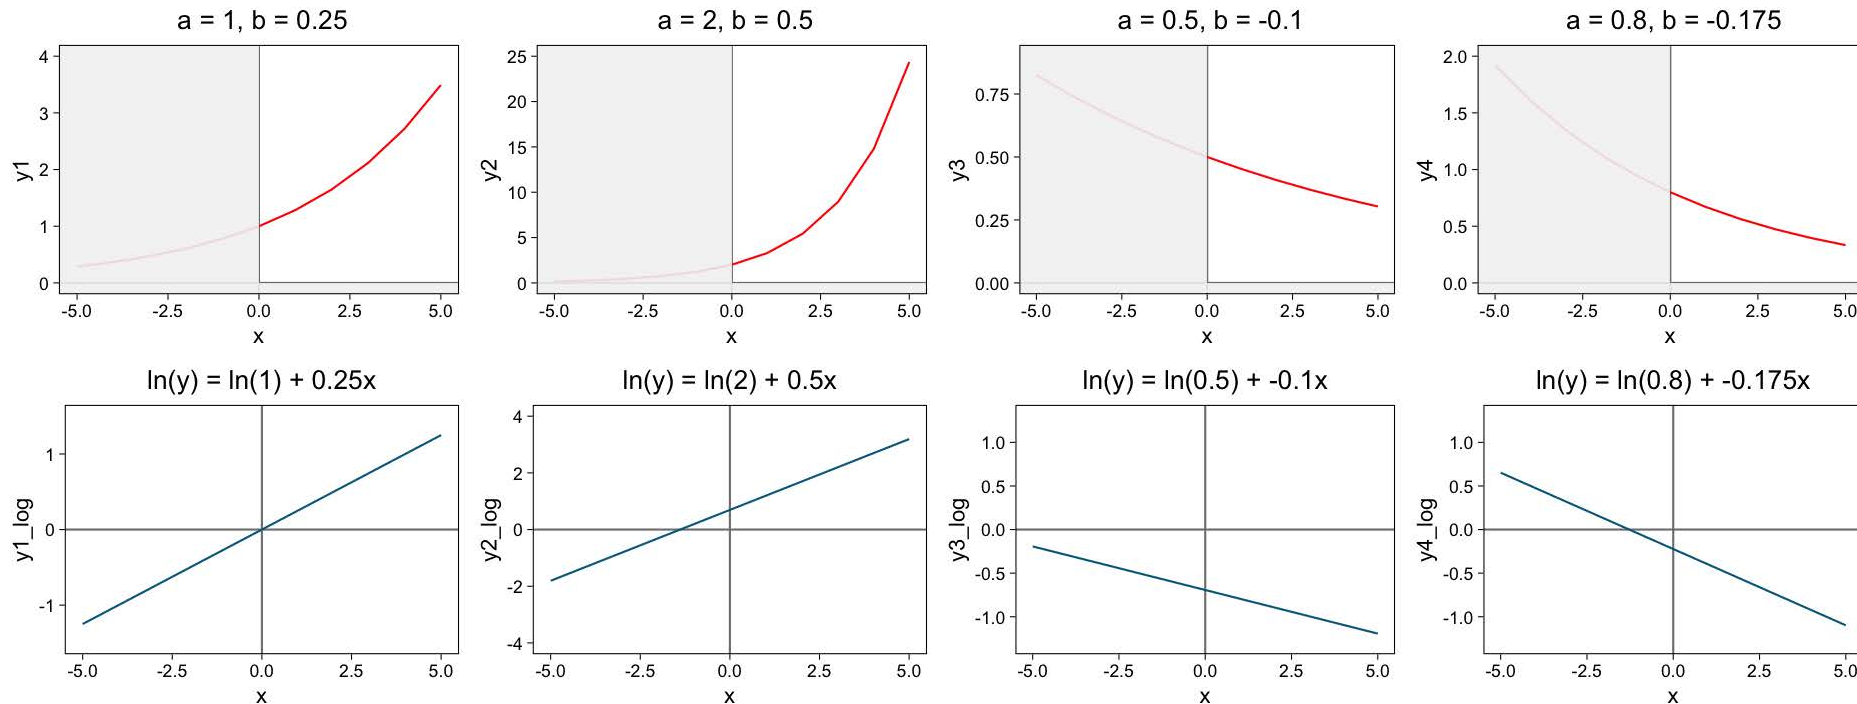 a = 1, b = 0.25
4
3
2
1
0
y1
-5.0 -2.5 0.0 2.5 5.0
x
a = 2, b = 0.5
25
20
15
10
5
0
y2
-5.0 -2.5 0.0 2.5 5.0
x
a = 0.5, b = -0.1
0.75
0.50
0.25
0.00
y3
-5.0 -2.5 0.0 2.5 5.0
x
a = 0.8, b = -0.175
2.0
1.5
1.0
0.5
0.0
y4
-5.0 -2.5 0.0 2.5 5.0
x
ln(y) = ln(1) + 0.25x
1
0
-1
y1_log
-5.0 -2.5 0.0 2.5 5.0
x
ln(y) = ln(2) + 0.5x
4
2
0
-2
-4
y2_log
-5.0 -2.5 0.0 2.5 5.0
x
ln(y) = ln(0.5) + -0.1x
1.0
0.5
0.0
-0.5
-1.0
y3_log
-5.0 -2.5 0.0 2.5 5.0
x
ln(y) = ln(0.8) + -0.175x
1.0
0.5
0.0
-0.5
-1.0
y4_log
-5.0 -2.5 0.0 2.5 5.0
x